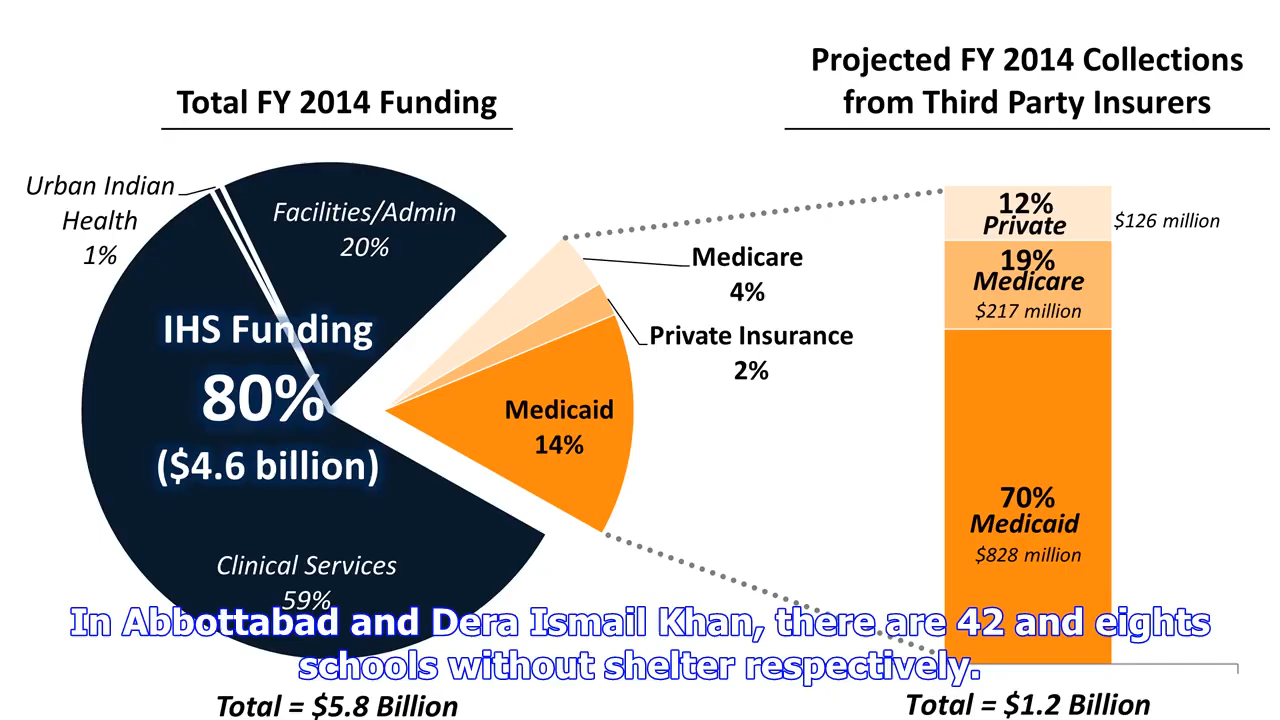 Total FY 2014 Funding
Projected FY 2014 Collections
from Third Party Insurers
Urban Indian
Health
1%
Facilities/Admin
20%
IHS Funding
80%
($4.6 billion)
Clinical Services
59%
Medicare
4%
Private Insurance
2%
Medicaid
14%
12%
Private
$126 million
19%
Medicare
$217 million
70%
Medicaid
$828 million
In Abbottabad and Dera Ismail Khan, there are 42 and eights
schools without shelter respectively.
Total = $5.8 Billion
Total = $1.2 Billion